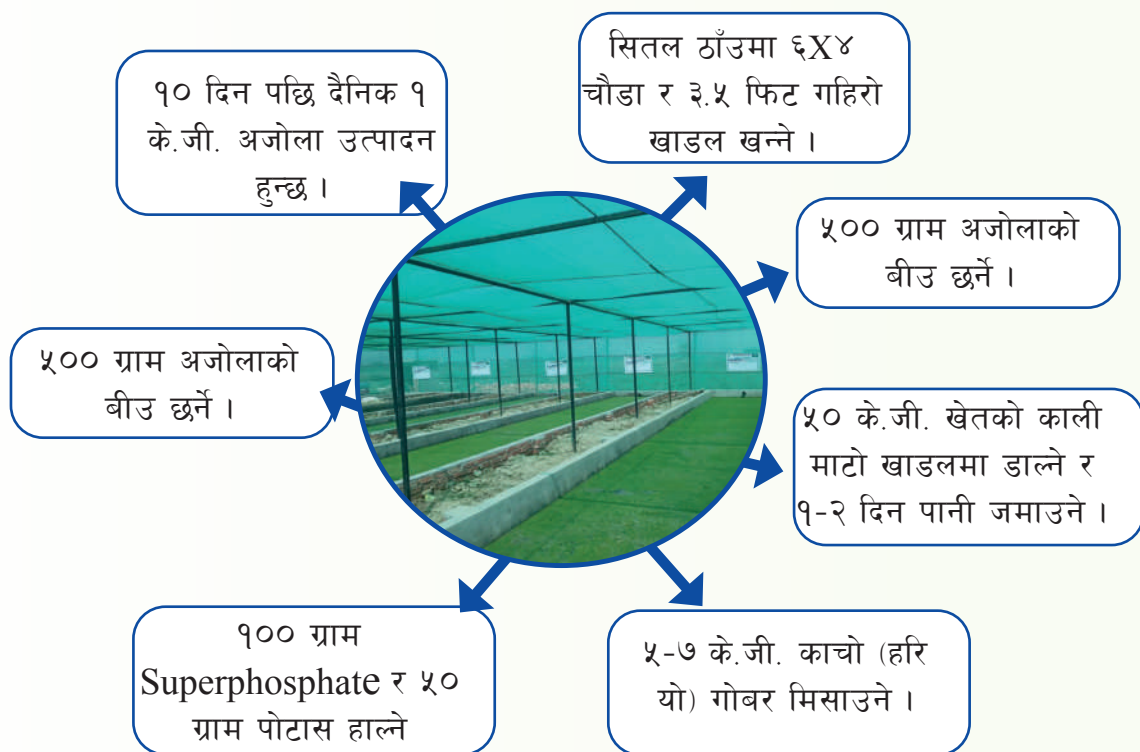 सितल ठाँउमा ६X४
चौडा र ३.५ फिट गहिरो
खाडल खन्ने ।
५०० ग्राम अजोलाको
बीउ छर्ने ।
५० के.जी. खेतको काली
माटो खाडलमा डाल्ने र
१-२ दिन पानी जमाउने ।
५-७ के.जी. काचो (हरि
यो) गोबर मिसाउने ।
१०० ग्राम
Superphosphate र ५०
ग्राम पोटास हाल्ने
५०० ग्राम अजोलाको
बीउ छर्ने ।
१० दिन पछि दैनिक १
के.जी. अजोला उत्पादन
हुन्छ ।